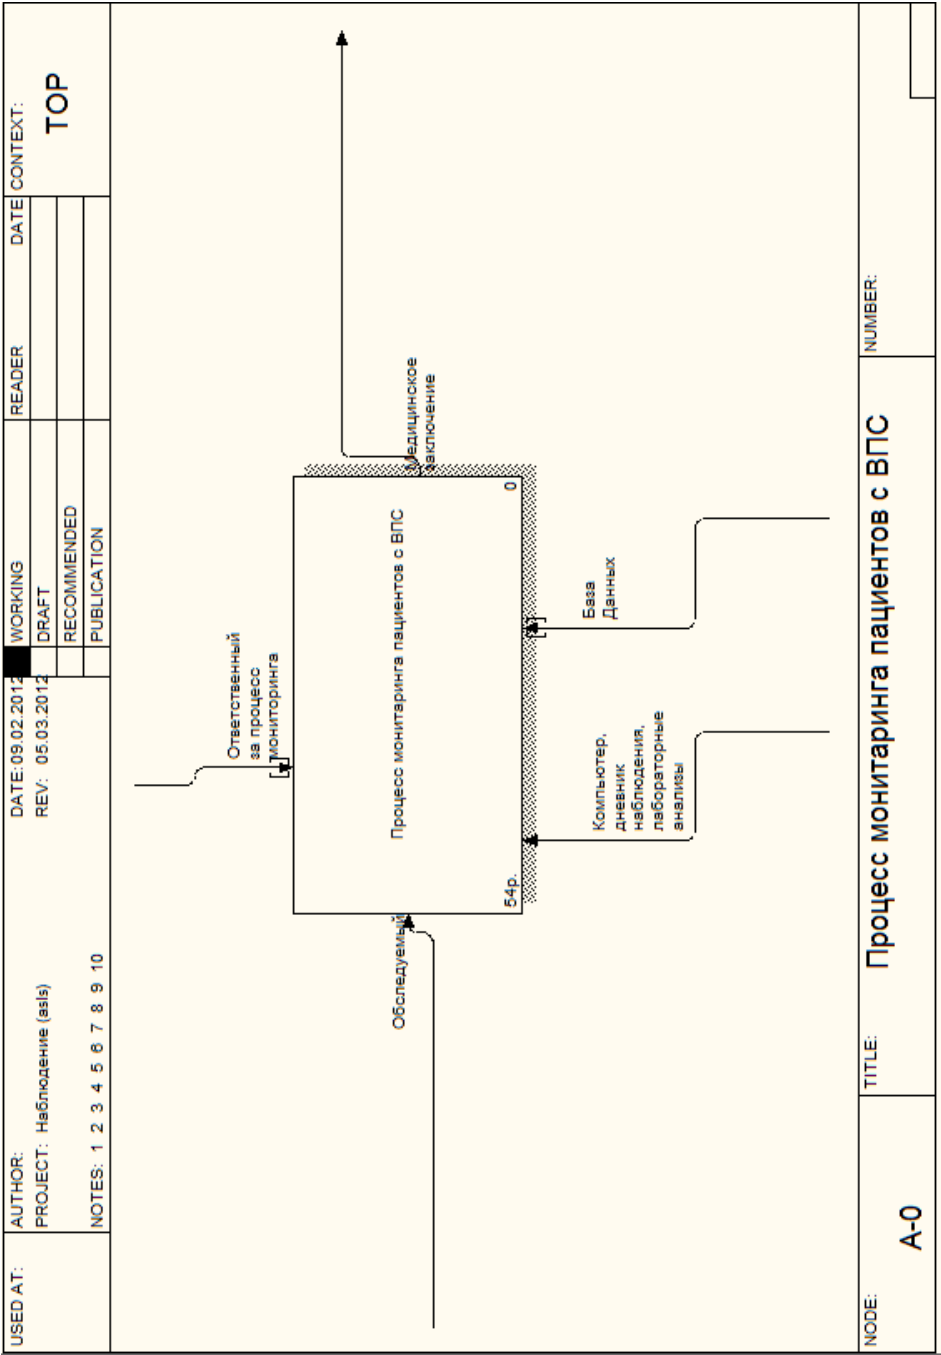 USED AT:
AUTHOR:
DATE: 09.02.2012
WORKING
READER
DATE
CONTEXT:
PROJECT: Наблюдение (asis)
REV: 05.03.2012
DRAFT
TOP
RECOMMENDED
NOTES: 1 2 3 4 5 6 7 8 9 10
PUBLICATION
Ответственный
за процесс
мониторинга
Обследуемый
Процесс монитаринга пациентов с ВПС
54р.
0
Медицинское
заключение
Компьютер,
дневник
наблюдения,
лабораторные
анализы
База
Данных
NODE:
A-0
TITLE:
Процесс монитаринга пациентов с ВПС
NUMBER: